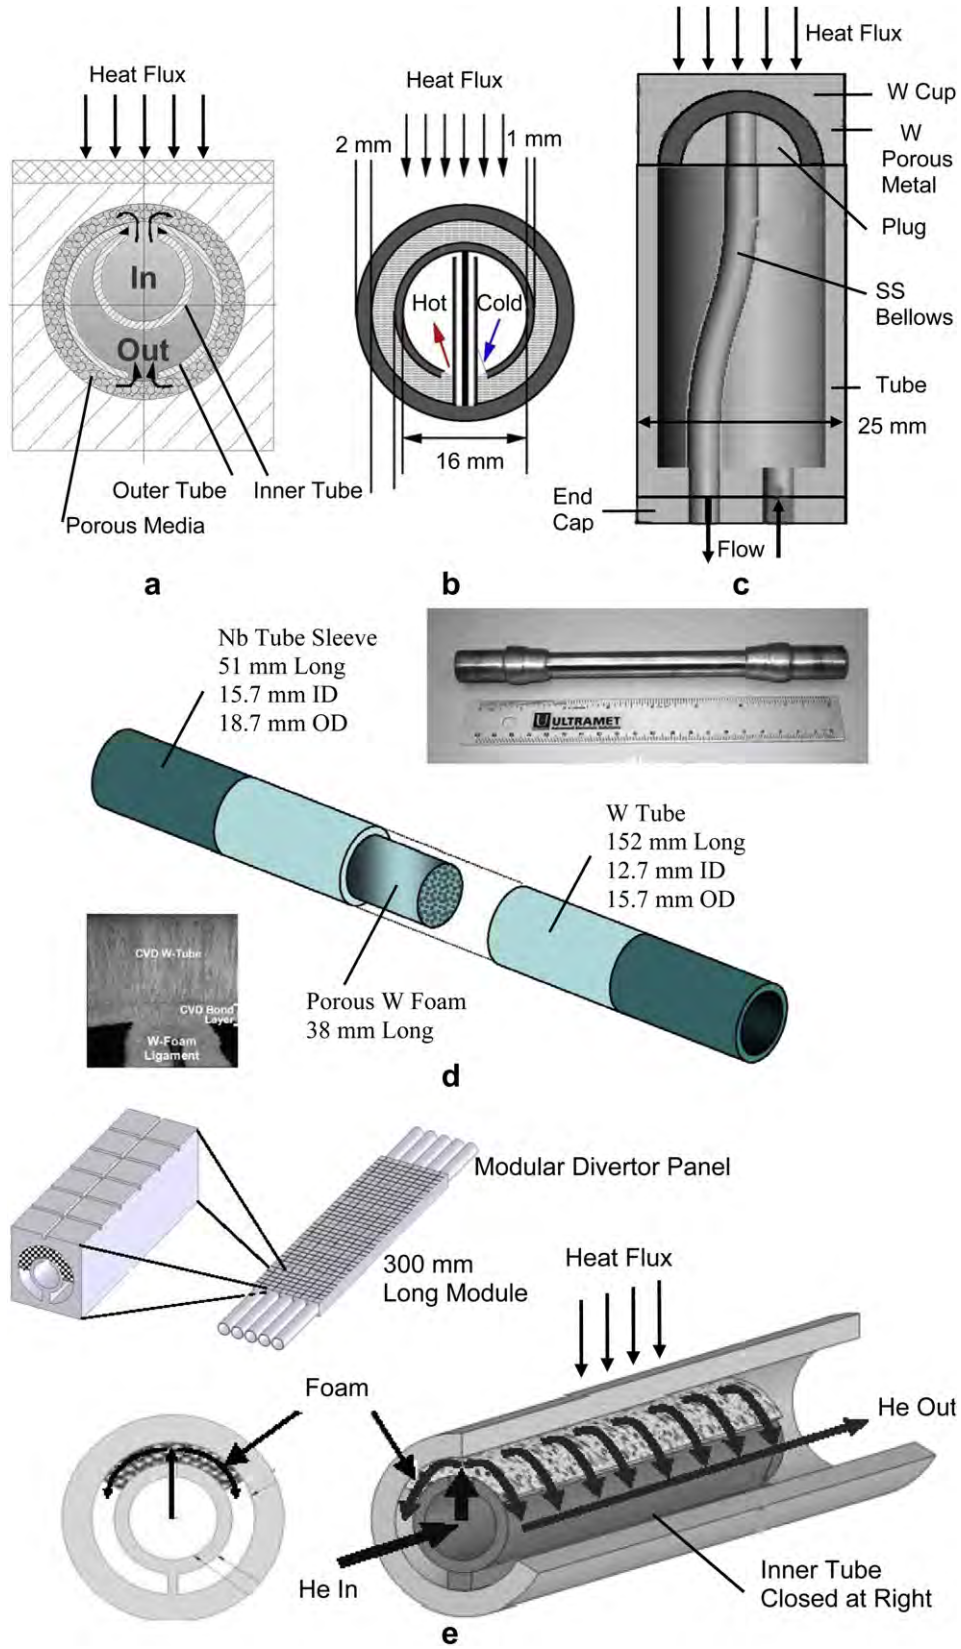 Heat Flux
In
Out
Outer Tube
Inner Tube
Porous Media
a
Heat Flux
2 mm
1 mm
Hot
Cold
16 mm
b
Heat Flux
W Cup
W
Porous
Metal
Plug
SS
Bellows
Tube
25 mm
End
Cap
Flow
c
Nb Tube Sleeve
51 mm Long
15.7 mm ID
18.7 mm OD
ULTRAMET
W Tube
152 mm Long
12.7 mm ID
15.7 mm OD
CVD W-Tube
CVD Bond
Layer
W-Foam
Ligament
Porous W Foam
38 mm Long
d
Modular Divertor Panel
300 mm
Long Module
Heat Flux
Foam
He Out
He In
Inner Tube
Closed at Right
e